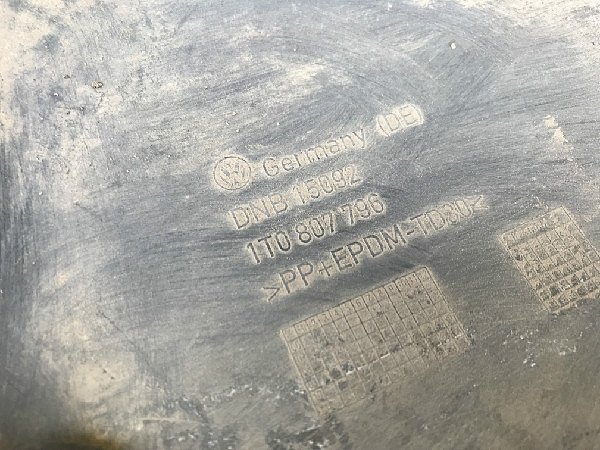 Germany (DE)
DNB 15092
1T0 807 796
>PP+EPDM-TD30<